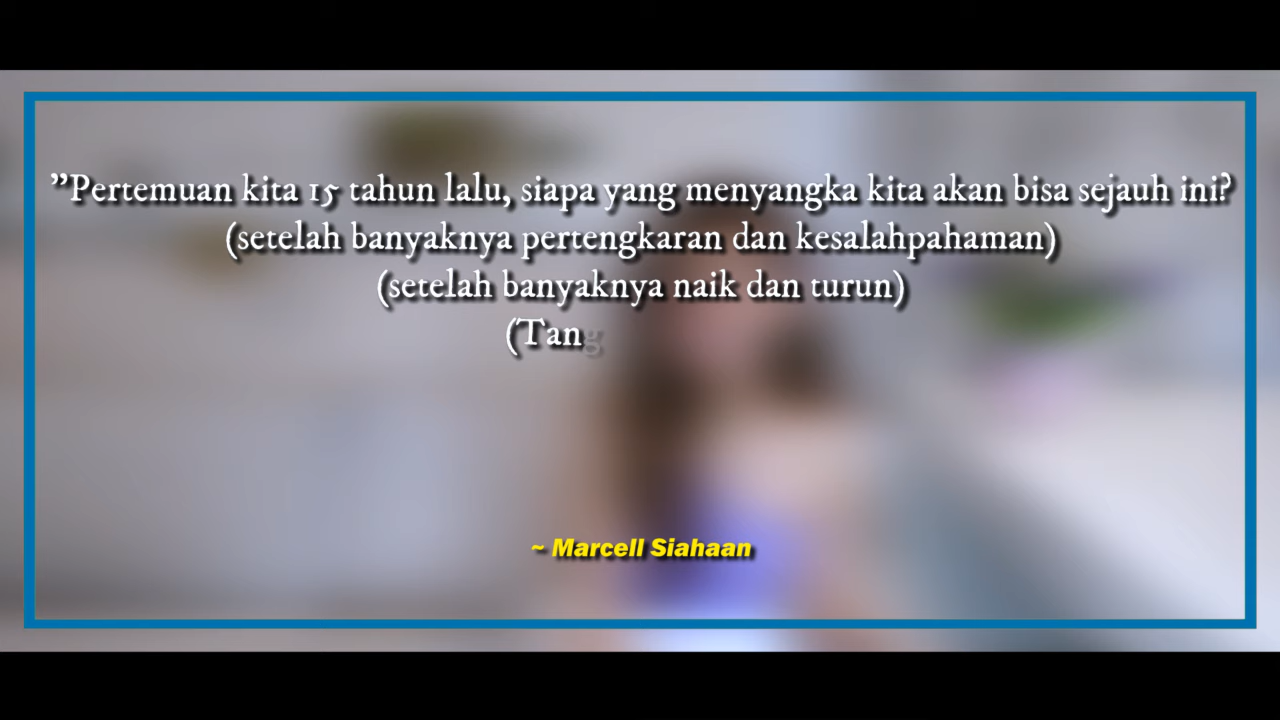 "Pertemuan kita 15 tahun lalu, siapa yang menyangka kita akan bisa sejauh ini?
(setelah banyaknya pertengkaran dan kesalahpahaman)
(setelah banyaknya naik dan turun)
(Tang
~ Marcell Siahaan